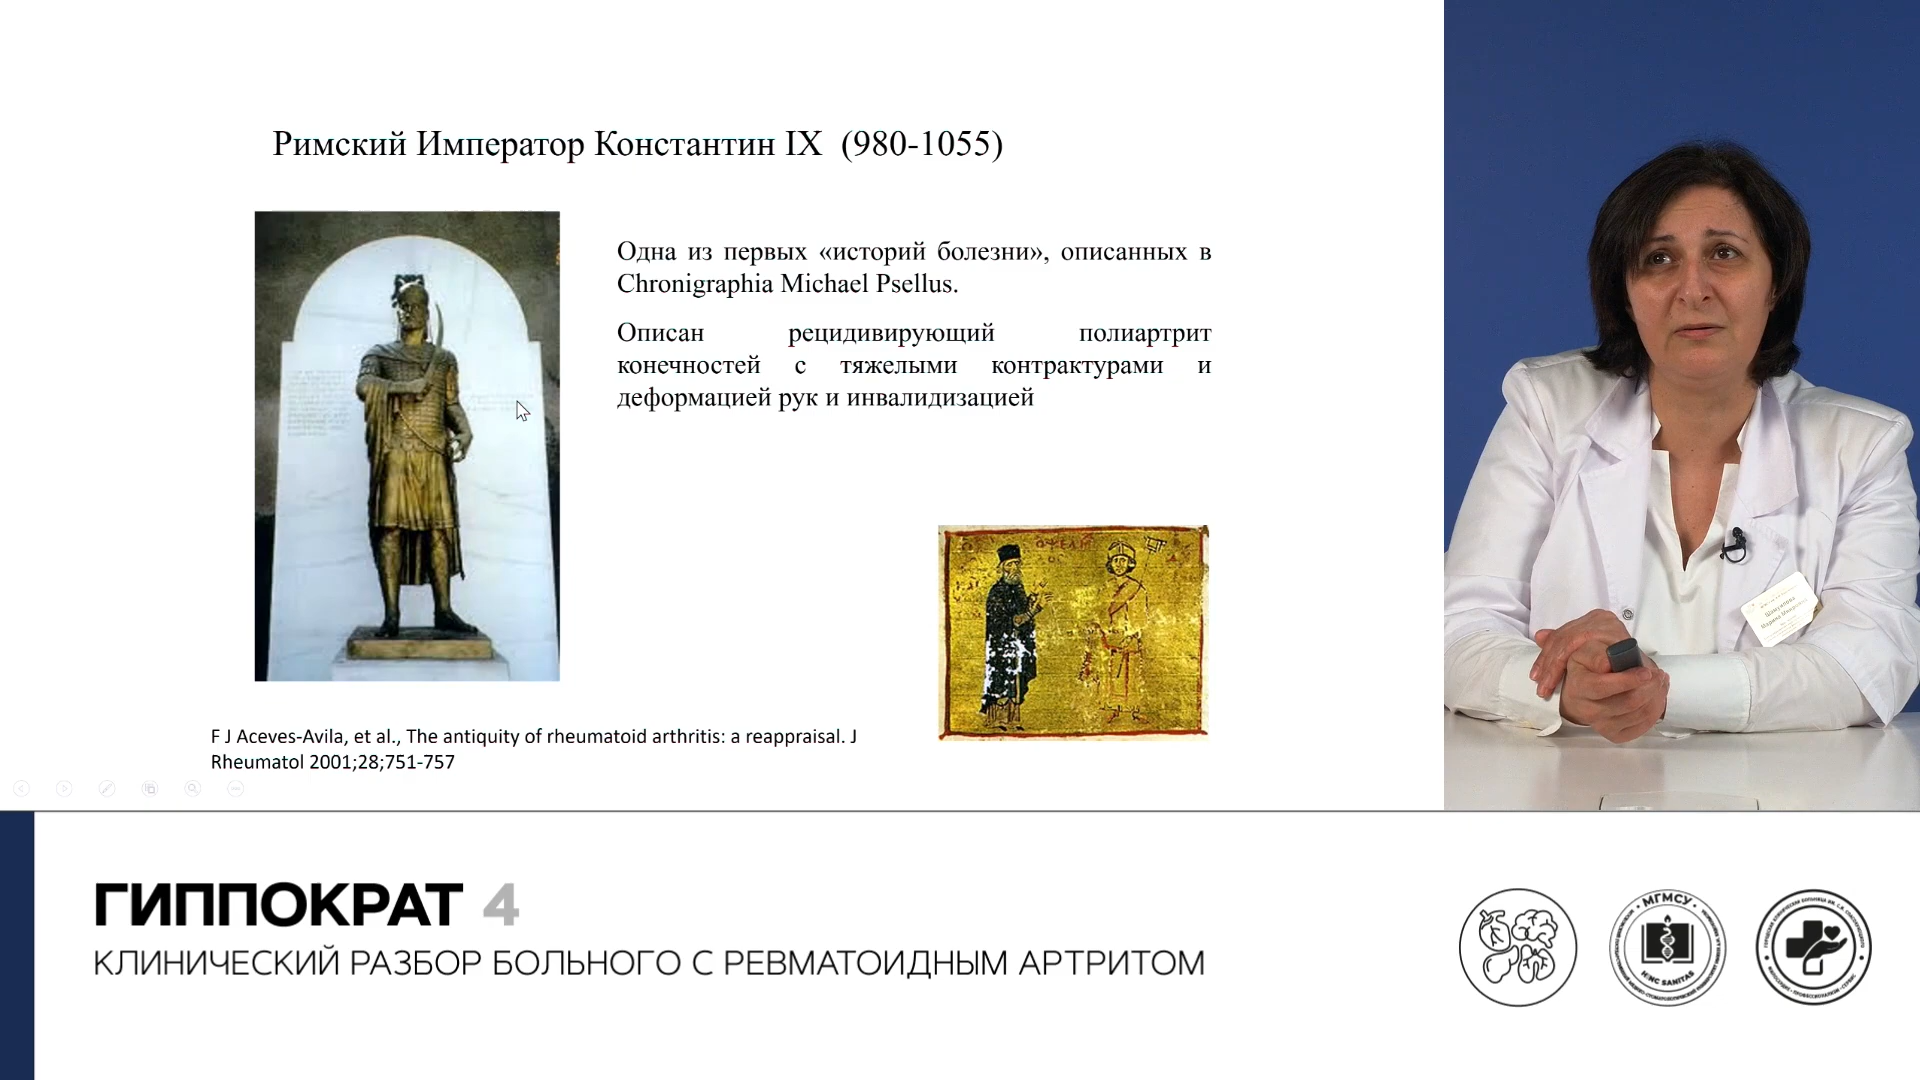 Римский Император Константин IX (980-1055)
Одна из первых «историй болезни», описанных в
Chronigraphia Michael Psellus.
Описан рецидивирующий полиартрит
конечностей с тяжелыми контрактурами и
деформацией рук и инвалидизацией
F J Aceves-Avila, et al., The antiquity of rheumatoid arthritis: a reappraisal. J
Rheumatol 2001;28;751-757
ГИППОКРАТ 4
КЛИНИЧЕСКИЙ РАЗБОР БОЛЬНОГО С РЕВМАТОИДНЫМ АРТРИТОМ
МГМСУ
HINC SANITAS